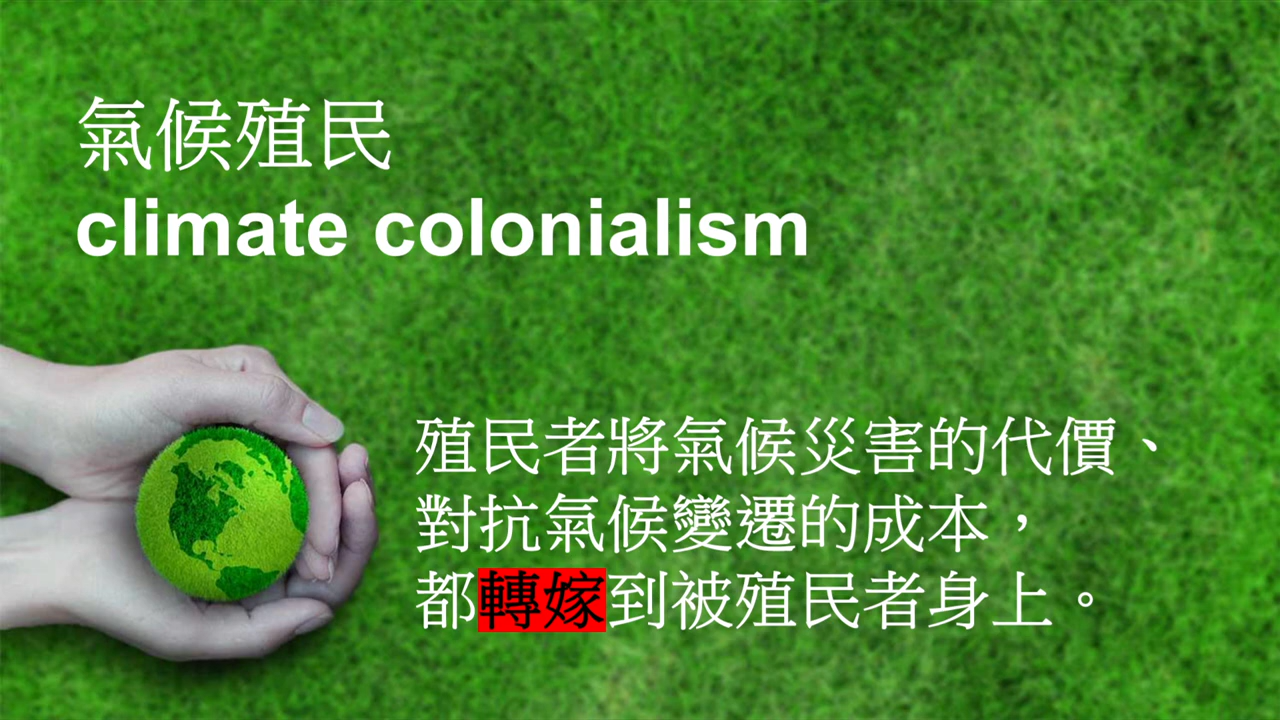 氣候殖民
climate colonialism
殖民者將氣候災害的代價、
對抗氣候變遷的成本，
都轉嫁到被殖民者身上。